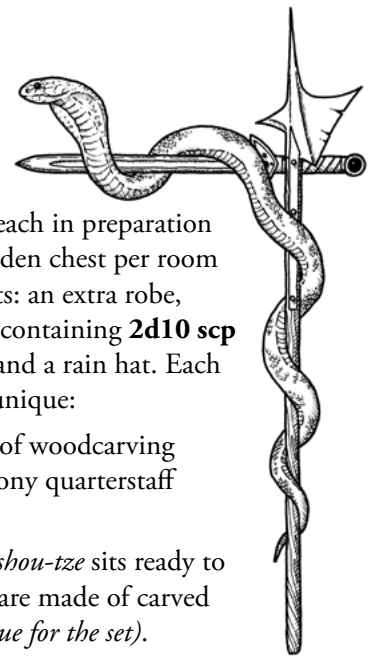 each in preparation
den chest per room
ts: an extra robe,
containing 2d10 scp
and a rain hat. Each
unique:
of woodcarving
ony quarterstaff
shou-tze sits ready to
are made of carved
ue for the set).